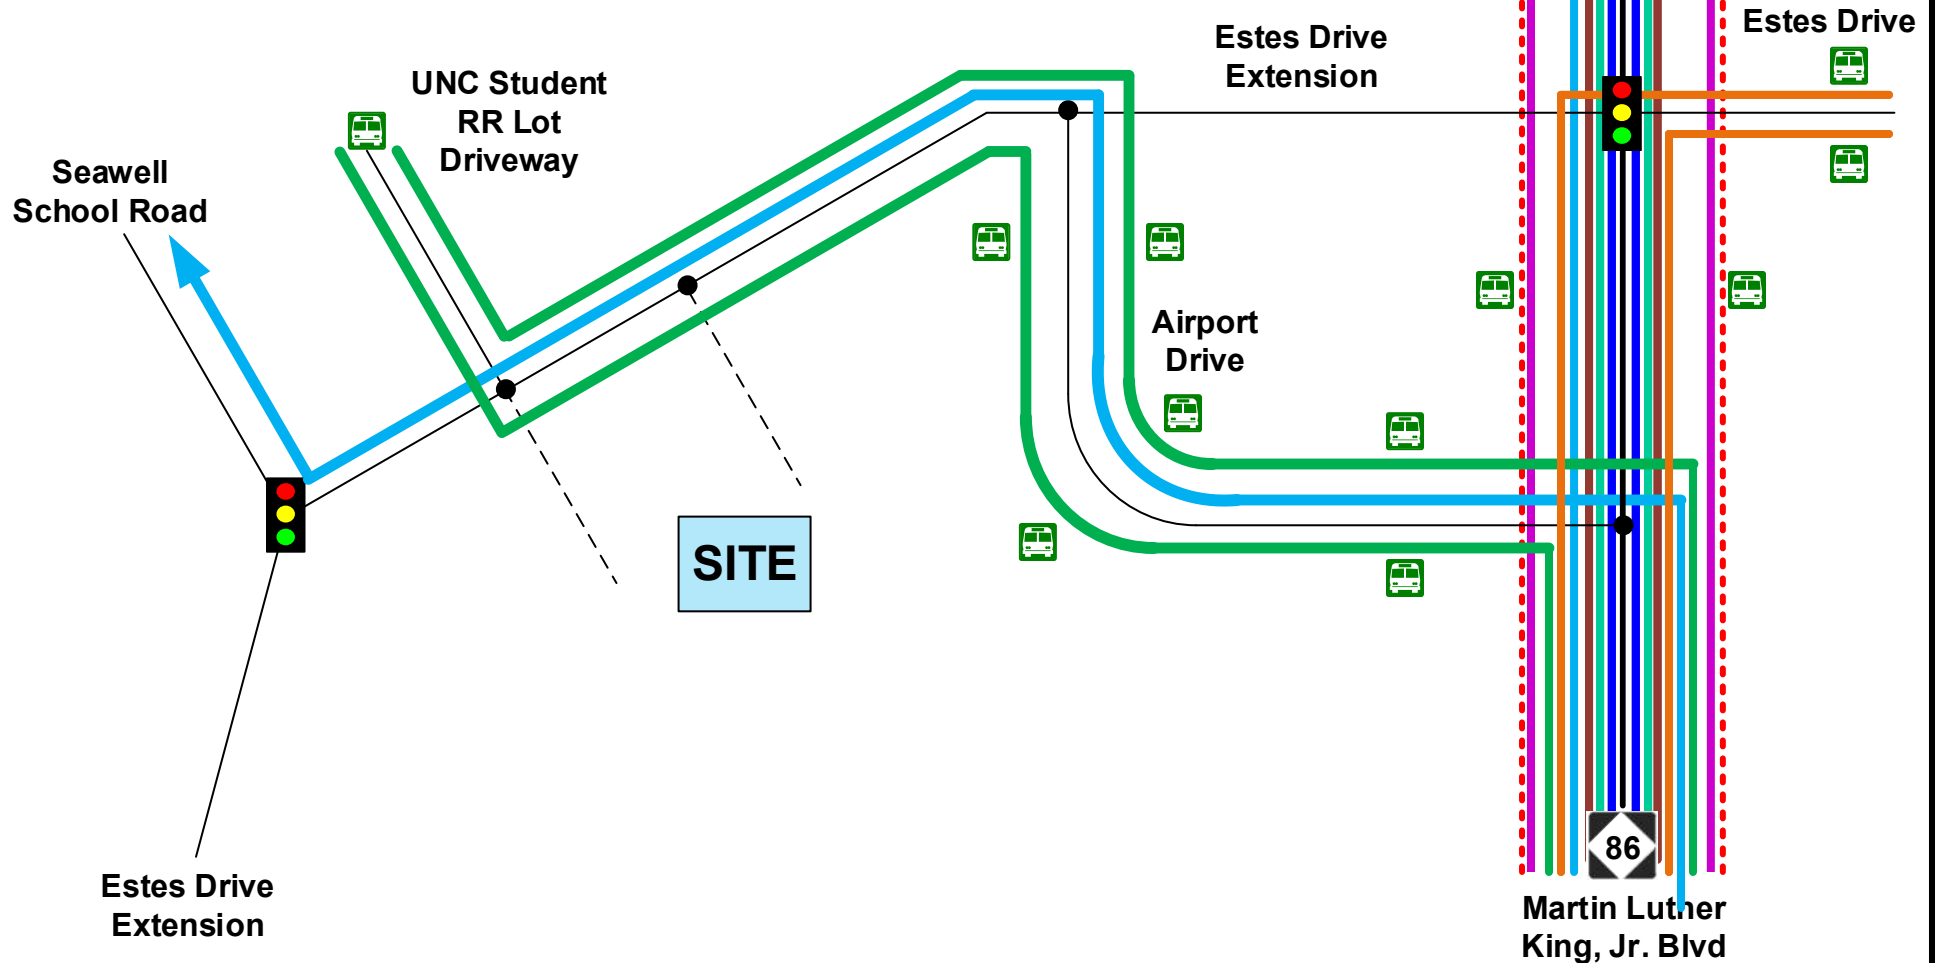 Estes Drive
Estes Drive
Extension
UNC Student
RR Lot
Driveway
Seawell
School Road
Airport
Drive
SITE
86
Estes Drive
Extension
Martin Luther
King, Jr. Blvd